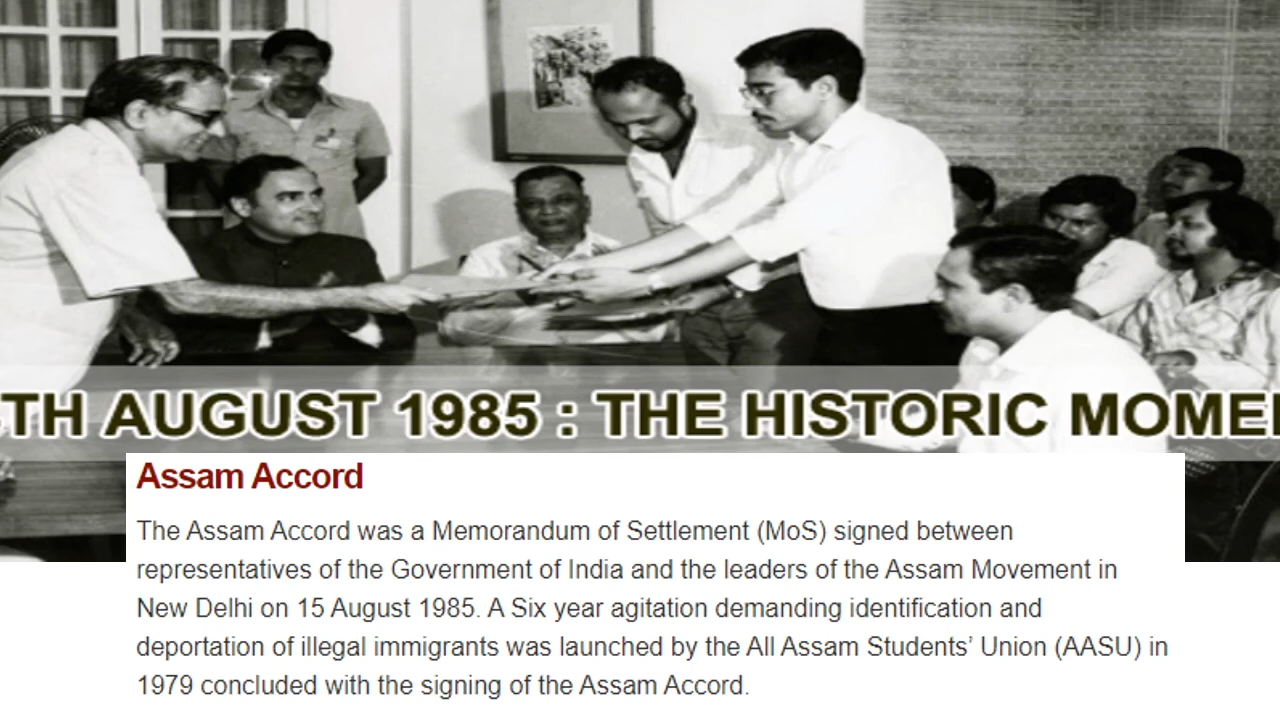 TH AUGUST 1985 : THE HISTORIC MOME
Assam Accord
The Assam Accord was a Memorandum of Settlement (MoS) signed between
representatives of the Government of India and the leaders of the Assam Movement in
New Delhi on 15 August 1985. A Six year agitation demanding identification and
deportation of illegal immigrants was launched by the All Assam Students’ Union (AASU) in
1979 concluded with the signing of the Assam Accord.